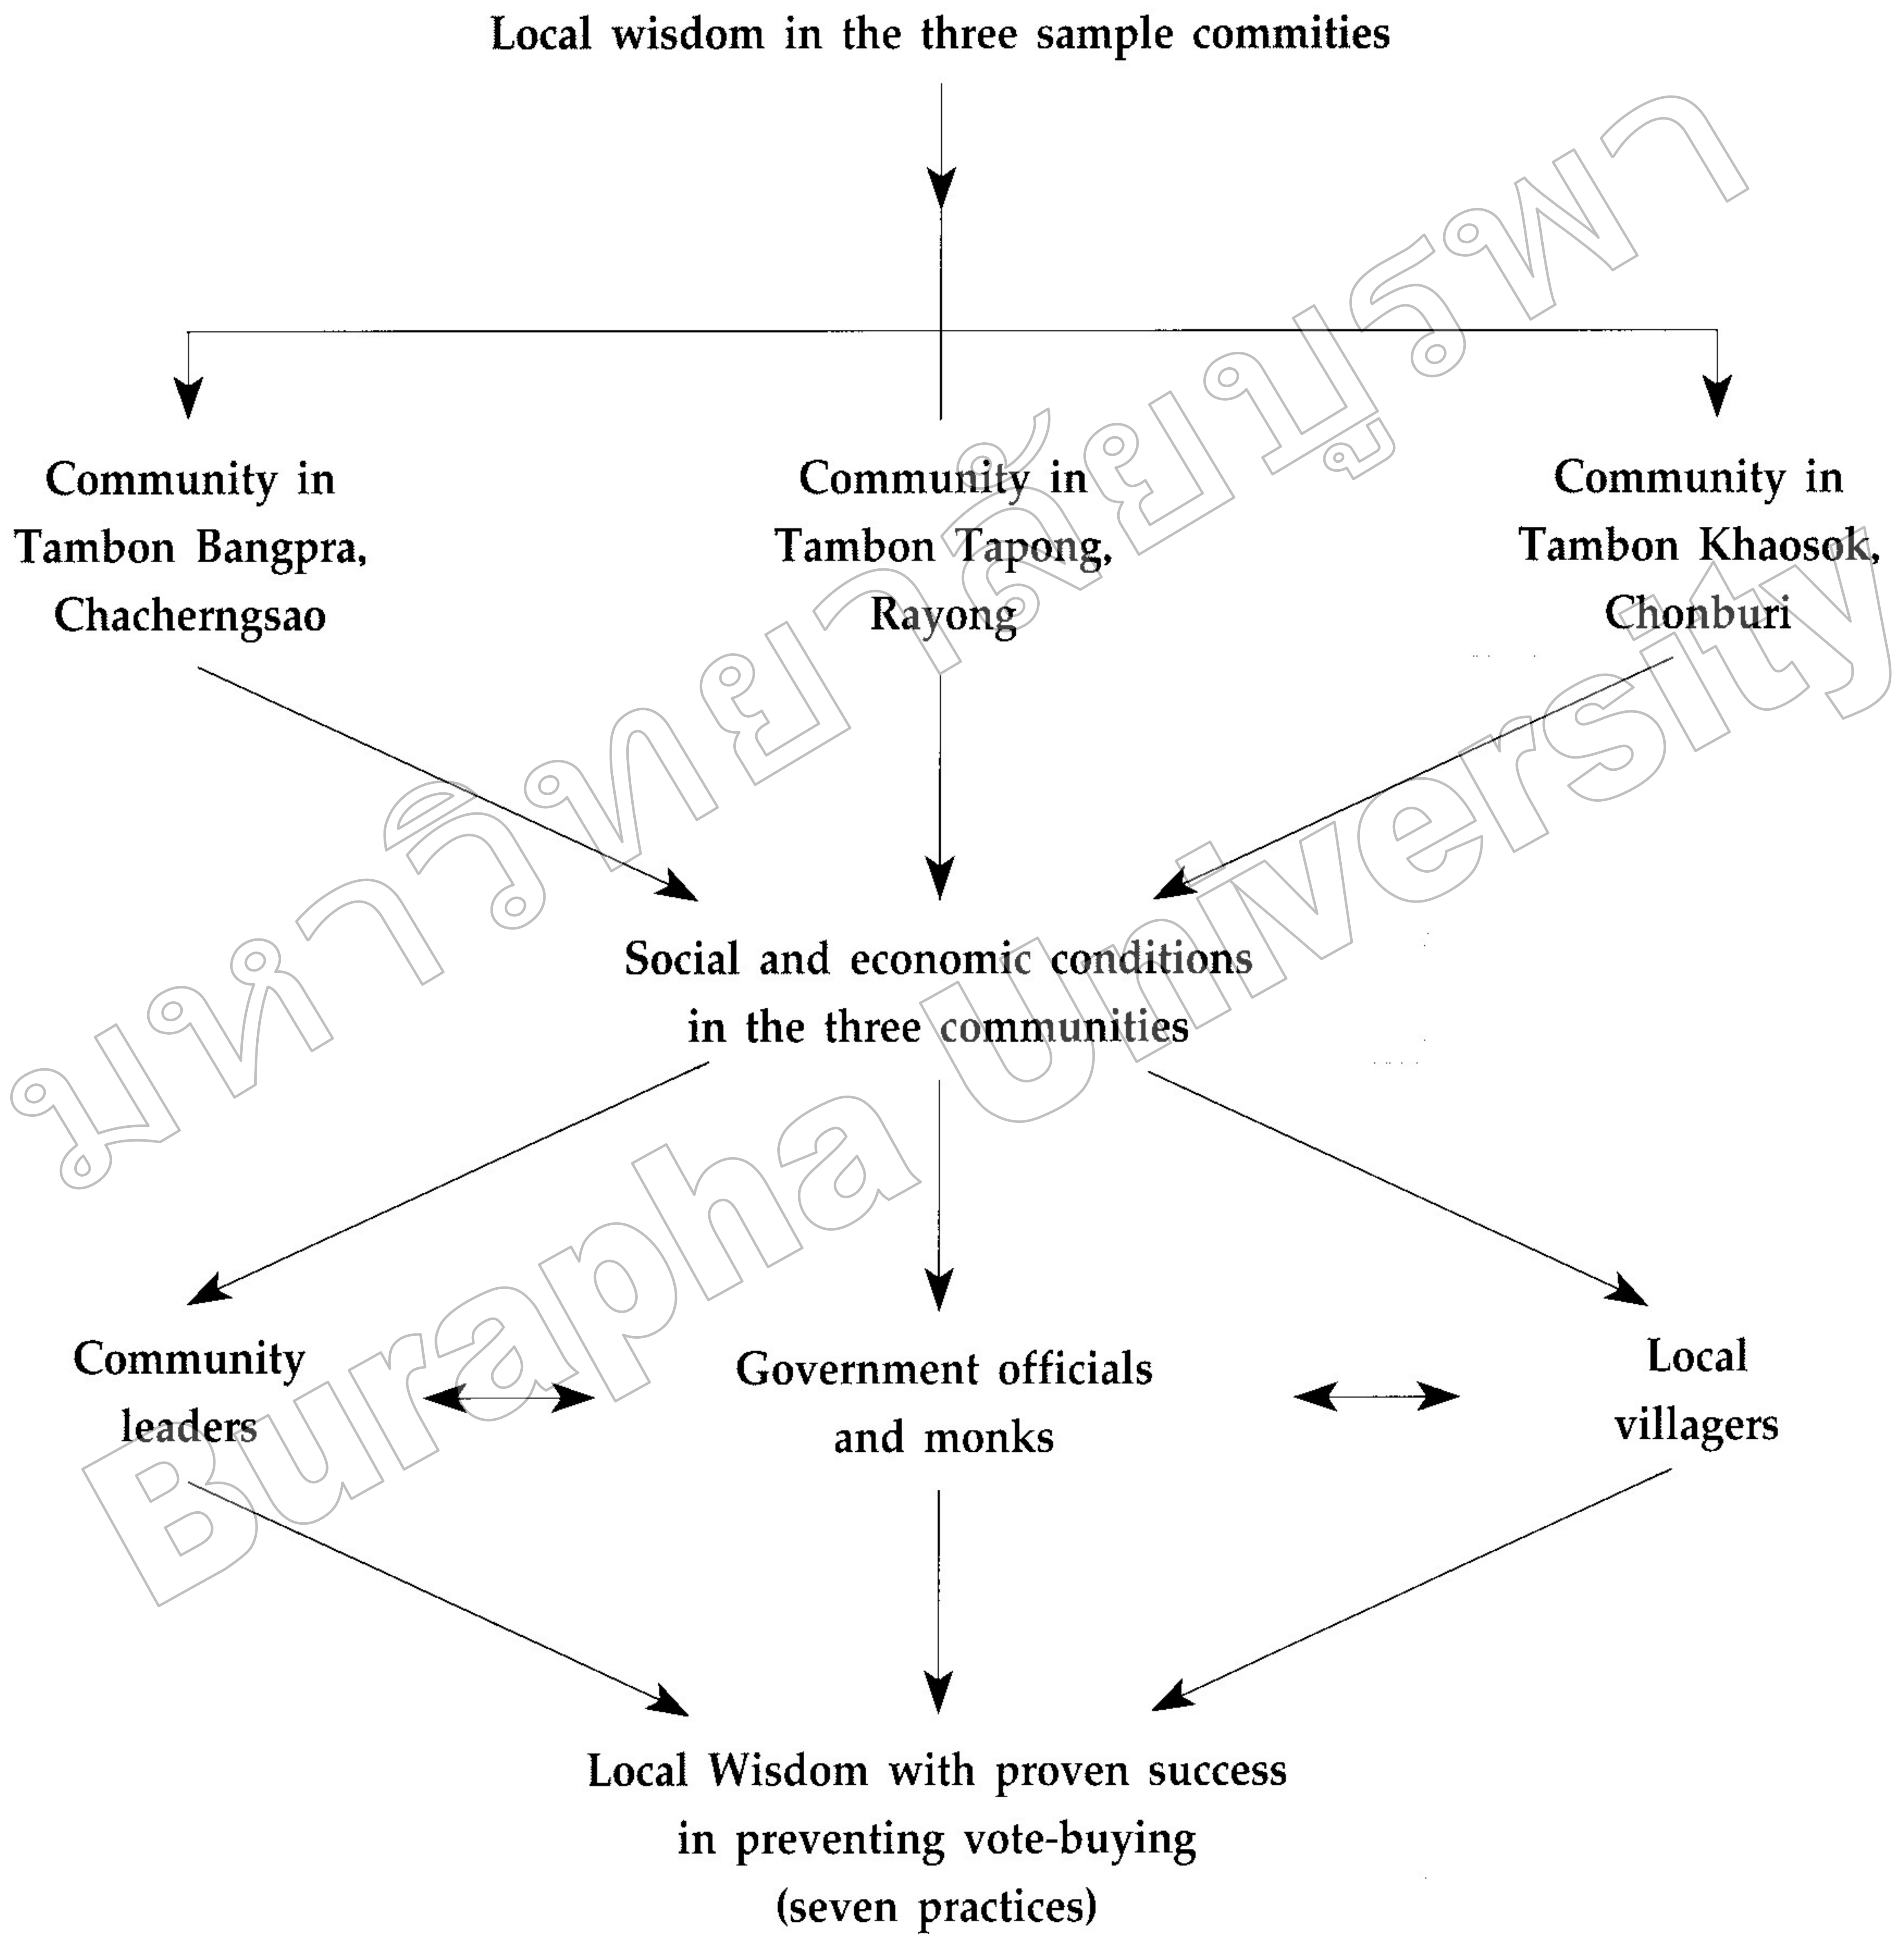 Local wisdom in the three sample commities
Community in
Tambon Bangpra,
Chacherngsao
Community in
Tambon Tapong,
Rayong
Community in
Tambon Khaosok,
Chonburi
Social and economic conditions
in the three communities
Community
leaders
Government officials
and monks
Local
villagers
Local Wisdom with proven success
in preventing vote-buying
(seven practices)
มหาวิทยาลัยบูรพา
Burapha University